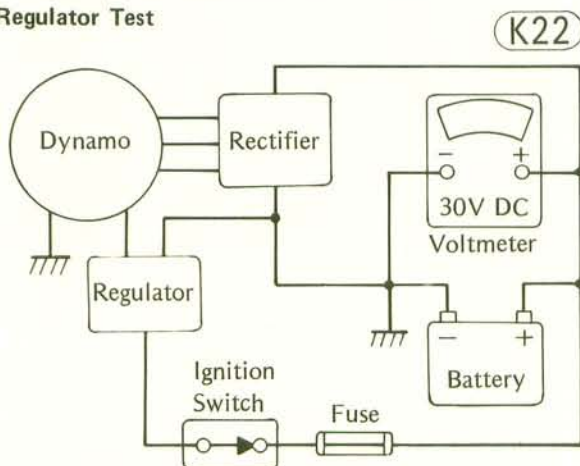 Regulator Test
K22
Dynamo
Rectifier
- +
30V DC
Voltmeter
Regulator
- +
Battery
Ignition
Switch
Fuse